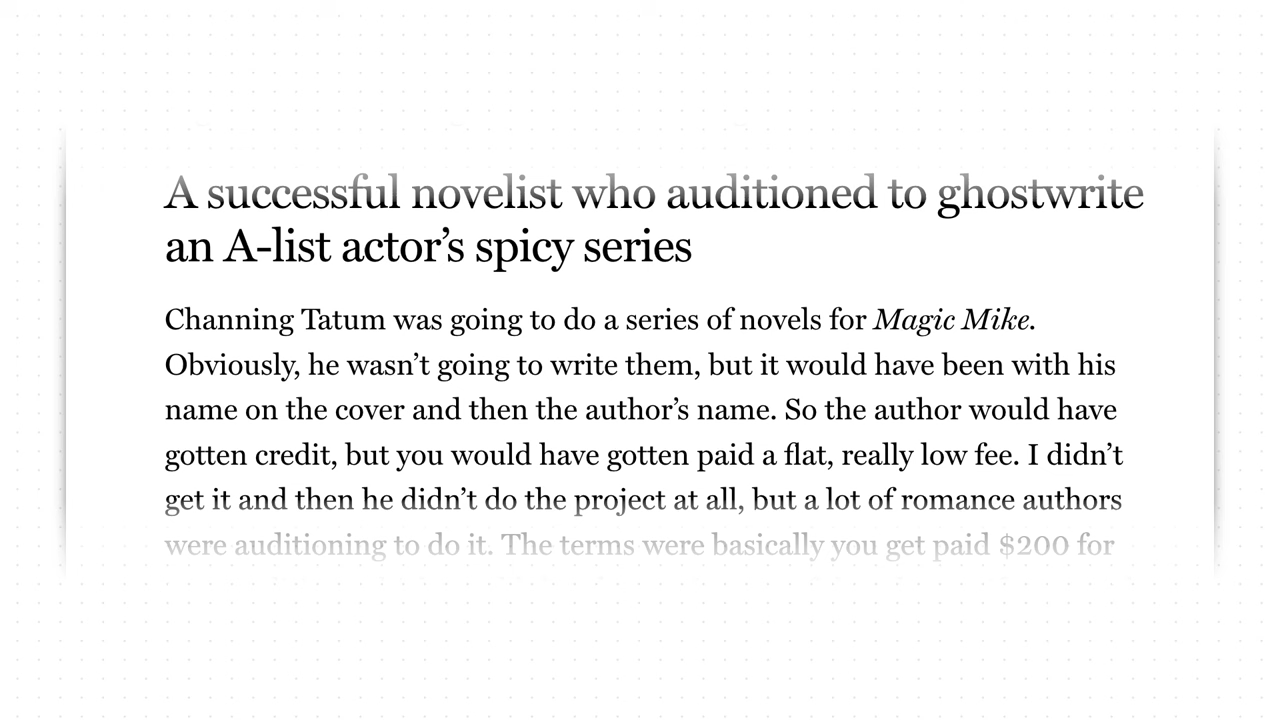 A successful novelist who auditioned to ghostwrite
an A-list actor’s spicy series
Channing Tatum was going to do a series of novels for Magic Mike.
Obviously, he wasn’t going to write them, but it would have been with his
name on the cover and then the author’s name. So the author would have
gotten credit, but you would have gotten paid a flat, really low fee. I didn’t
get it and then he didn’t do the project at all, but a lot of romance authors
were auditioning to do it. The terms were basically you get paid $200 for